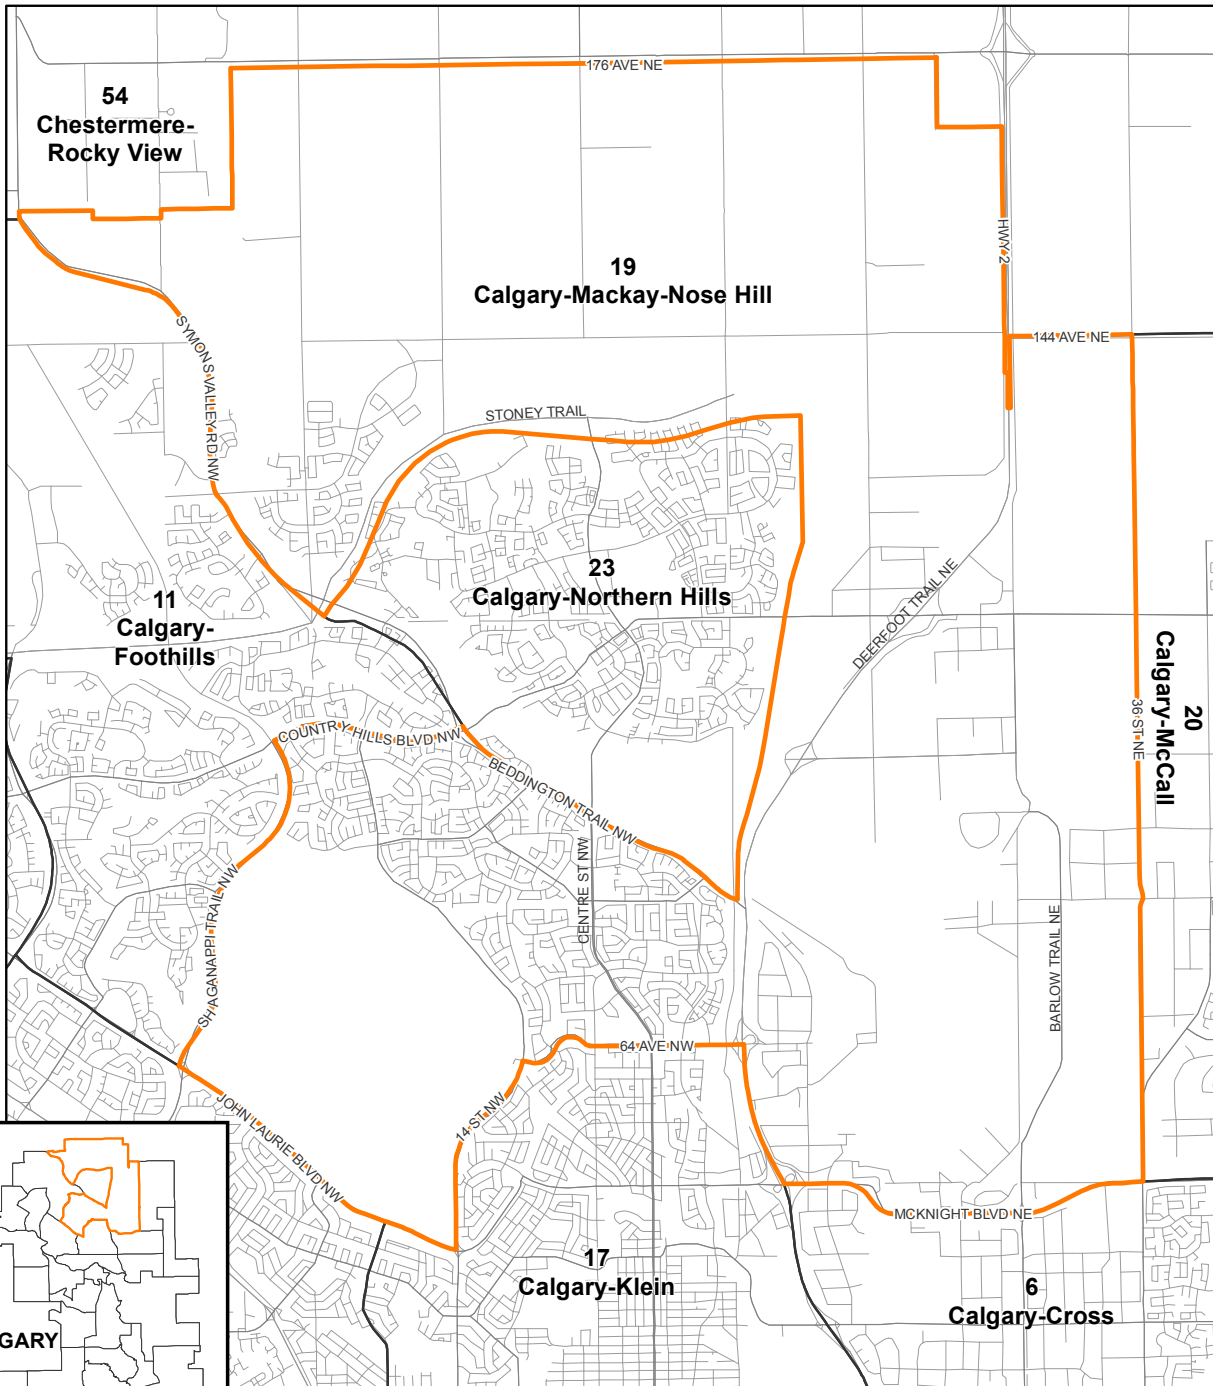 176 AVE NE
54
Chestermere-
Rocky View
HWY 2
19
Calgary-Mackay-Nose Hill
SYMONS VALLEY RD NW
144 AVE NE
STONEY TRAIL
23
Calgary-Northern Hills
DEERFOOT TRAIL NE
11
Calgary-
Foothills
20
Calgary-McCall
36 ST NE
COUNTRY HILLS BLVD NW
BEDDINGTON TRAIL NW
CENTRE ST NW
SHAGANAPPI TRAIL NW
BARLOW TRAIL NE
64 AVE NW
14 ST NW
JOHN LAURIE BLVD NW
MCKNIGHT BLVD NE
17
Calgary-Klein
6
Calgary-Cross
GARY